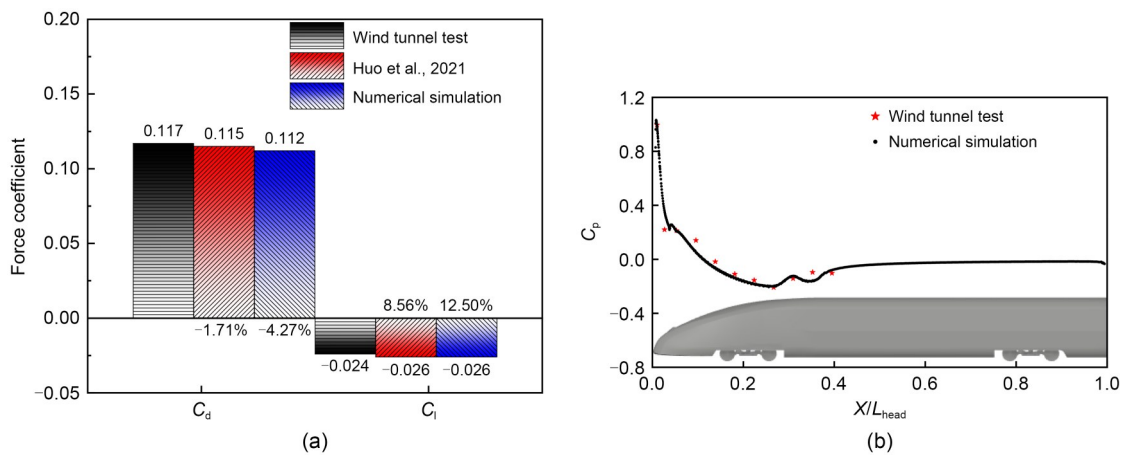 0.20
0.15
0.10
0.05
0.00
−0.05
Force coefficient
Wind tunnel test
Huo et al., 2021
Numerical simulation
0.117
0.115
0.112
−1.71%
−4.27%
8.56%
12.50%
−0.024
−0.026
−0.026
Cd
Cl
(a)
1.2
0.8
0.4
0.0
−0.4
−0.8
Cp
Wind tunnel test
Numerical simulation
0.0
0.2
0.4
0.6
0.8
1.0
X/Lhead
(b)